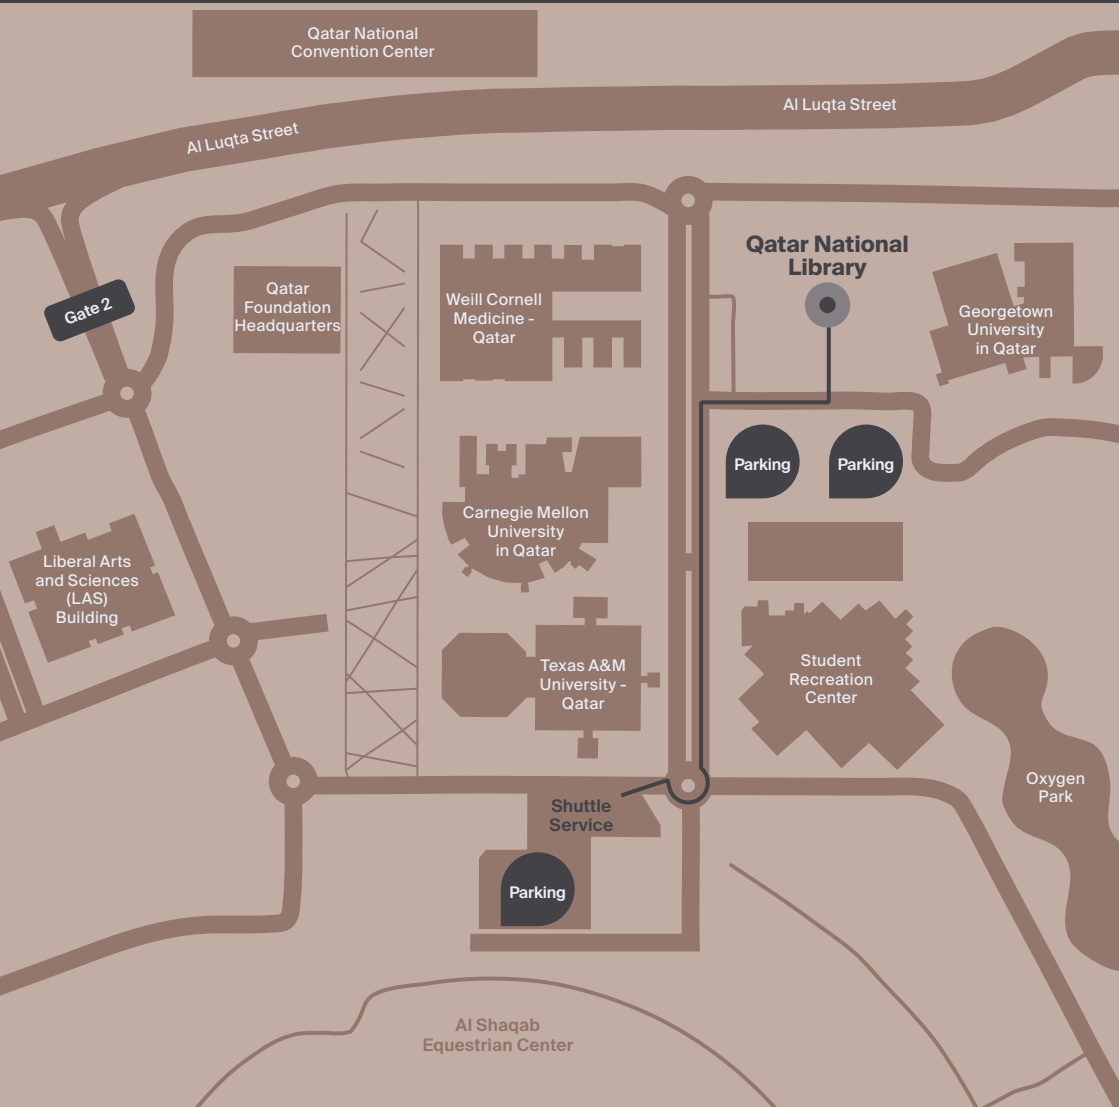 Qatar National
Convention Center
Al Luqta Street
Al Luqta Street
Qatar National
Library
Gate 2
Qatar
Foundation
Headquarters
Weill Cornell
Medicine -
Qatar
Georgetown
University
in Qatar
Parking
Parking
Carnegie Mellon
University
in Qatar
Liberal Arts
and Sciences
(LAS)
Building
Texas A&M
University -
Qatar
Student
Recreation
Center
Oxygen
Park
Shuttle
Service
Parking
Al Shaqab
Equestrian Center